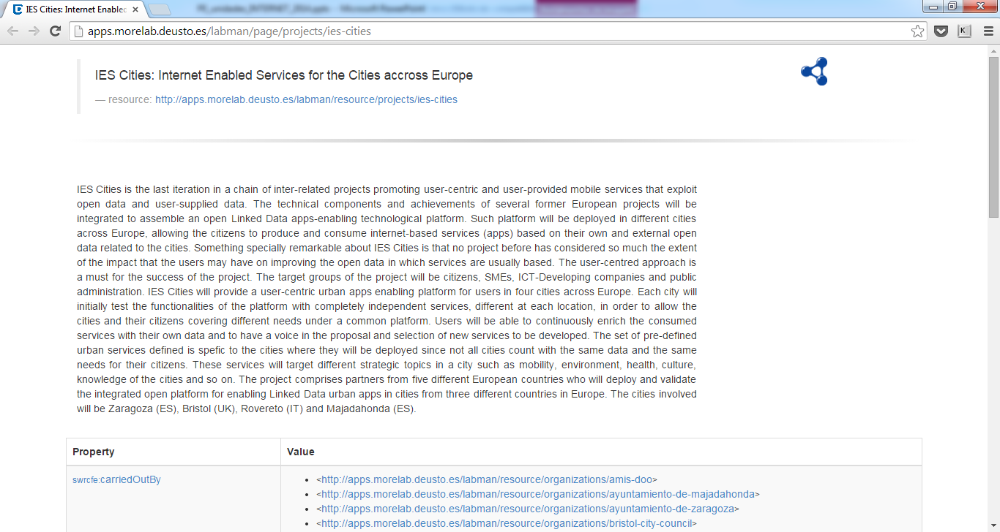 IES Cities: Internet Enabled
apps.morelab.deusto.es/labman/page/projects/ies-cities
K
IES Cities: Internet Enabled Services for the Cities accross Europe
— resource: http://apps.morelab.deusto.es/labman/resource/projects/ies-cities
IES Cities is the last iteration in a chain of inter-related projects promoting user-centric and user-provided mobile services that exploit
open data and user-supplied data. The technical components and achievements of several former European projects will be
integrated to assemble an open Linked Data apps-enabling technological platform. Such platform will be deployed in different cities
across Europe, allowing the citizens to produce and consume internet-based services (apps) based on their own and external open
data related to the cities. Something specially remarkable about IES Cities is that no project before has considered so much the extent
of the impact that the users may have on improving the open data in which services are usually based. The user-centred approach is
a must for the success of the project. The target groups of the project will be citizens, SMEs, ICT-Developing companies and public
administration. IES Cities will provide a user-centric urban apps enabling platform for users in four cities across Europe. Each city will
initially test the functionalities of the platform with completely independent services, different at each location, in order to allow the
cities and their citizens covering different needs under a common platform. Users will be able to continuously enrich the consumed
services with their own data and to have a voice in the proposal and selection of new services to be developed. The set of pre-defined
urban services defined is spefic to the cities where they will be deployed since not all cities count with the same data and the same
needs for their citizens. These services will target different strategic topics in a city such as mobility, environment, health, culture,
knowledge of the cities and so on. The project comprises partners from five different European countries who will deploy and validate
the integrated open platform for enabling Linked Data urban apps in cities from three different countries in Europe. The cities involved
will be Zaragoza (ES), Bristol (UK), Rovereto (IT) and Majadahonda (ES).
Property Value
swrcfe:carriedOutBy
• <http://apps.morelab.deusto.es/labman/resource/organizations/amis-doo>
• <http://apps.morelab.deusto.es/labman/resource/organizations/ayuntamiento-de-majadahonda>
• <http://apps.morelab.deusto.es/labman/resource/organizations/ayuntamiento-de-zaragoza>
• <http://apps.morelab.deusto.es/labman/resource/organizations/bristol-city-council>